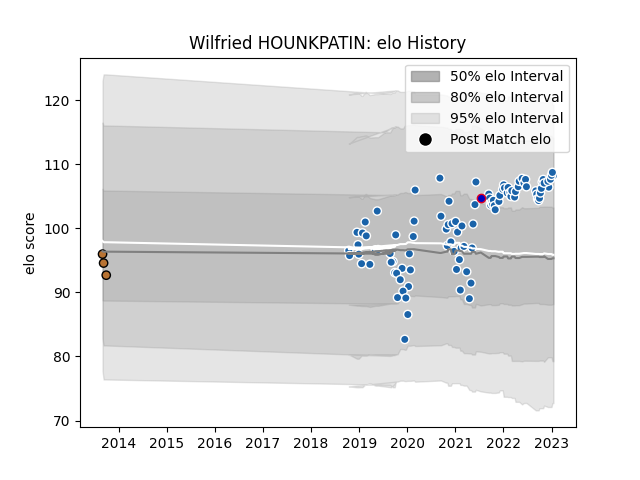 Wilfried HOUNKPATIN: elo History
elo score
120
110
100
90
80
70
50% elo Interval
80% elo Interval
95% elo Interval
Post Match elo
2014 2015 2016 2017 2018 2019 2020 2021 2022 2023